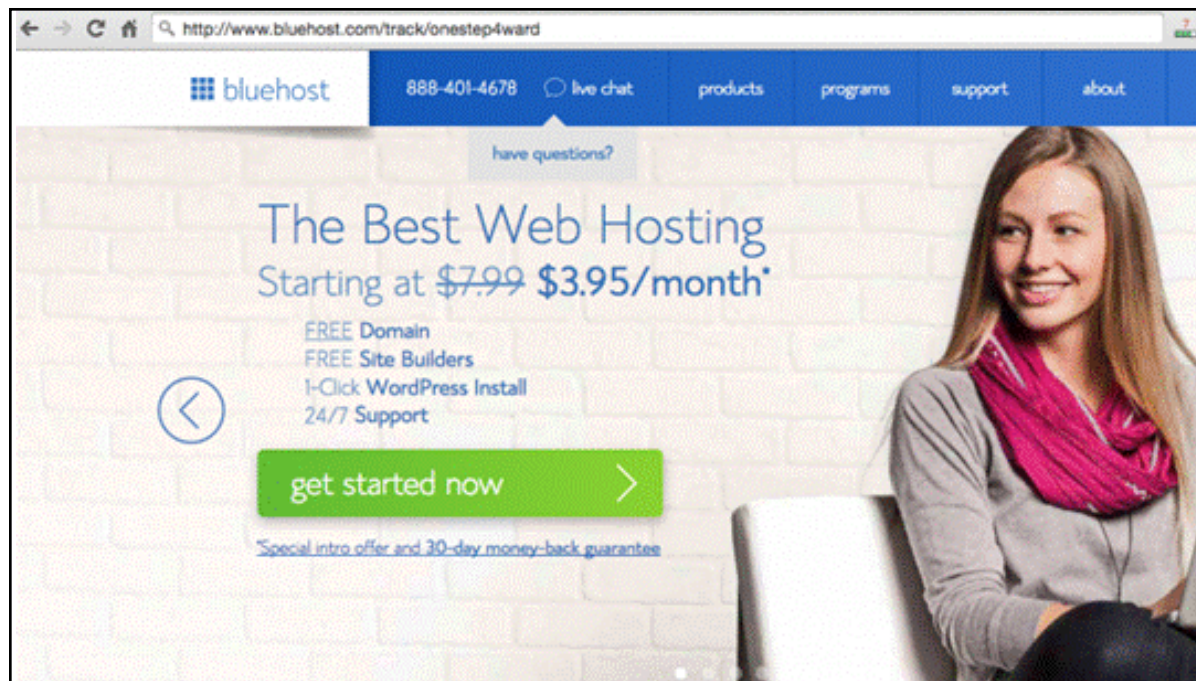 http://www.bluehost.com/track/onestep4ward
bluehost 888-401-4678 live chat products programs support about
have questions?
The Best Web Hosting
Starting at $7.99 $3.95/month*
FREE Domain
FREE Site Builders
1-Click WordPress Install
24/7 Support
get started now
*Special intro offer and 30-day money-back guarantee